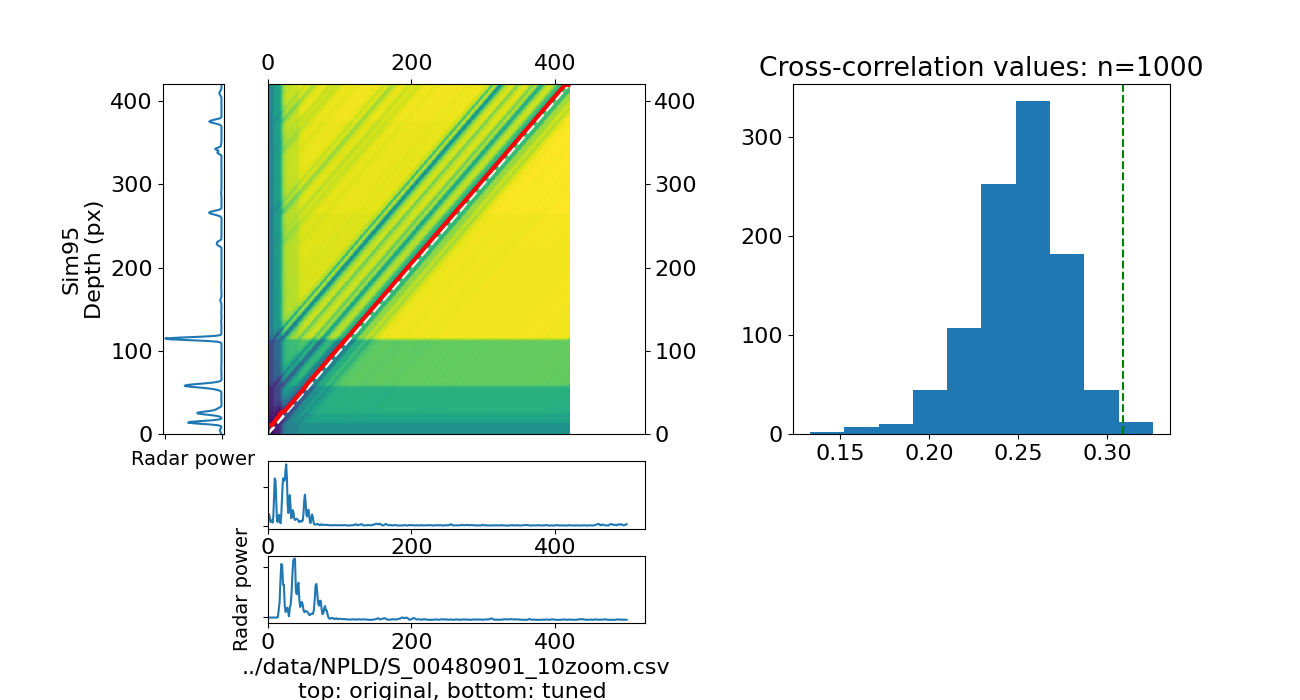 0 200 400
Cross-correlation values: n=1000
400
300
200
100
0
Sim95
Depth (px)
Radar power
400
300
200
100
0
300
200
100
0
0.15 0.20 0.25 0.30
0 200 400
Radar power
0 200 400
../data/NPLD/S_00480901_10zoom.csv
top: original, bottom: tuned